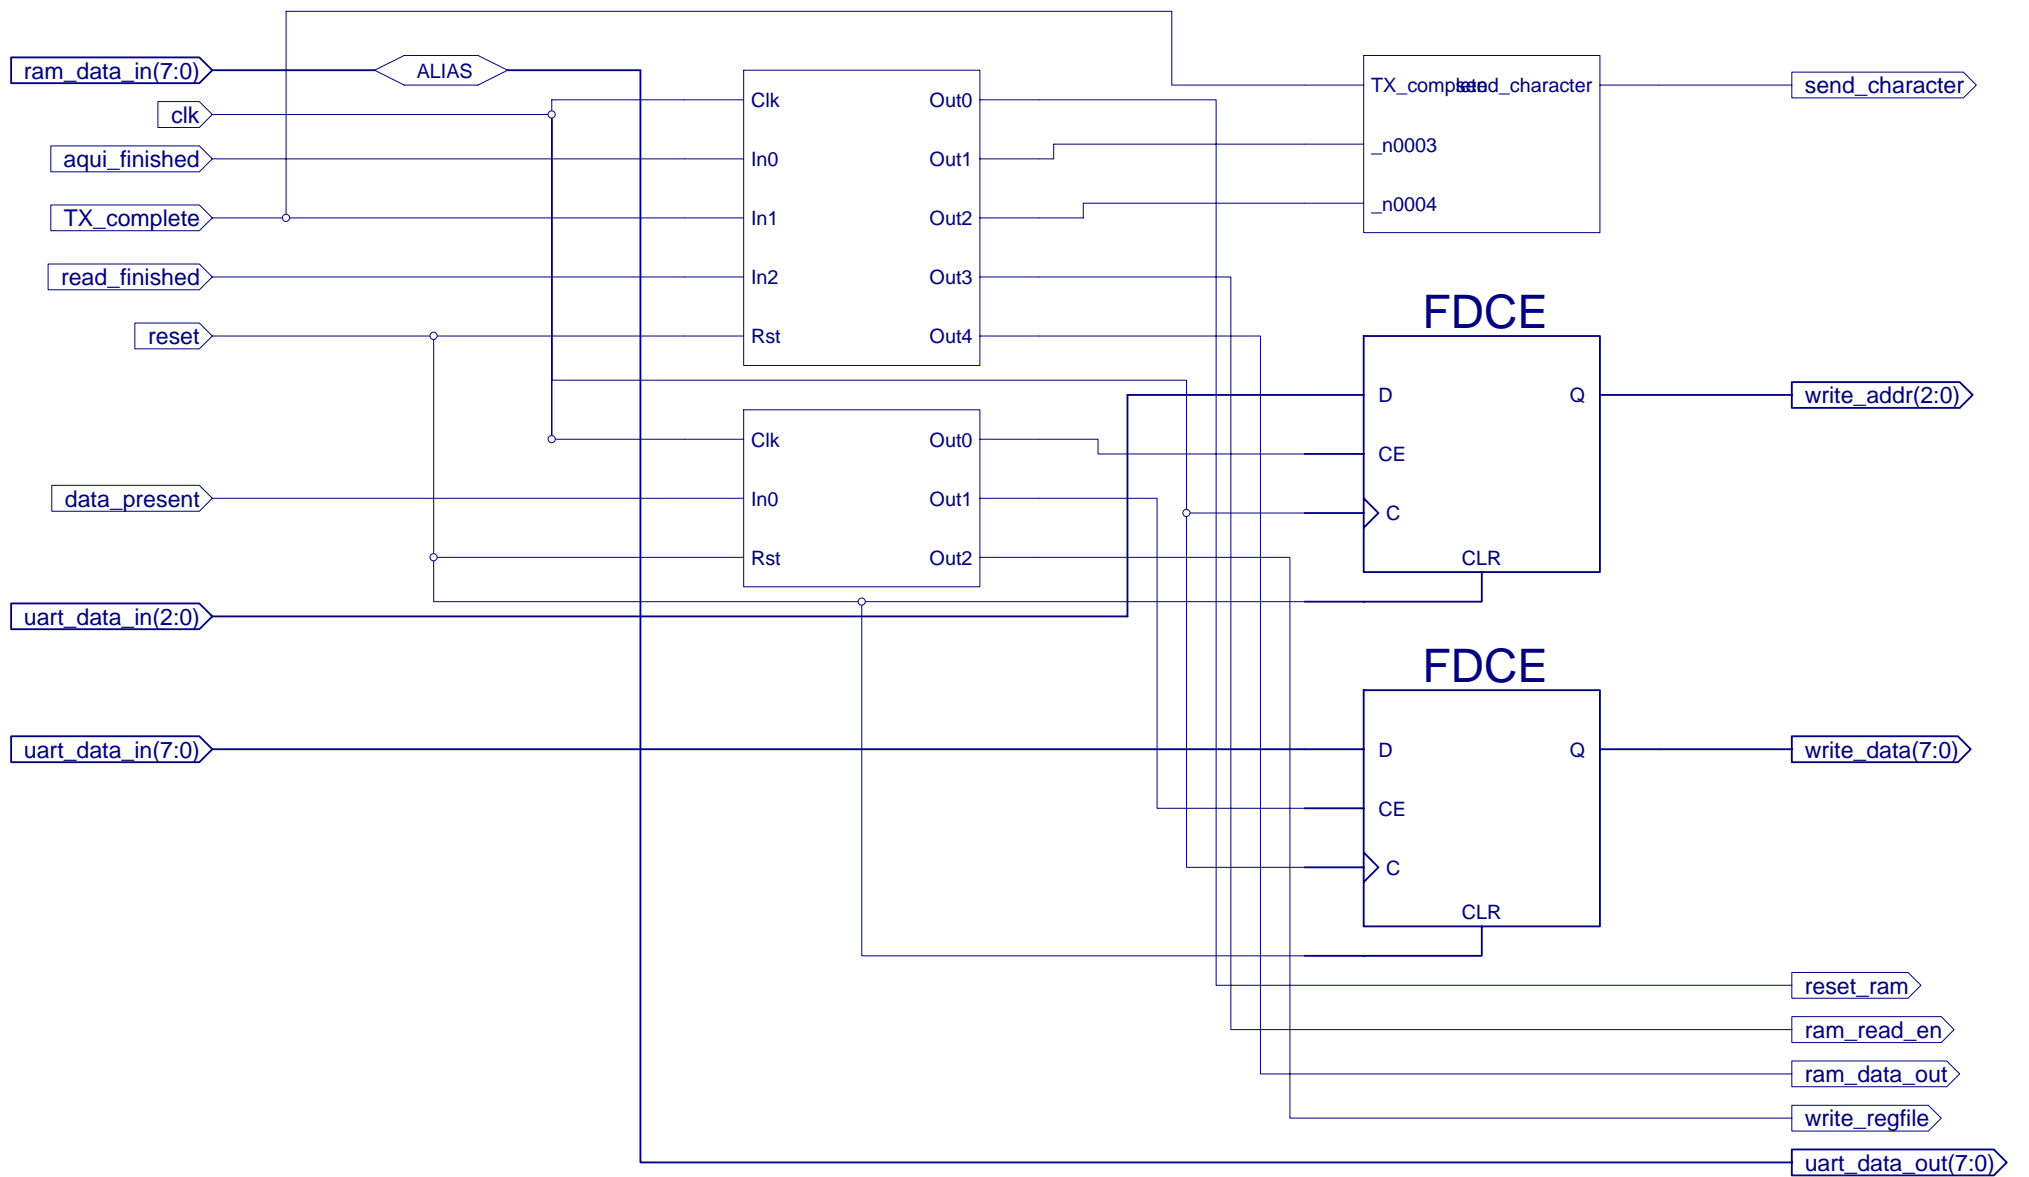 ram_data_in(7:0)
ALIAS
clk
aqui_finished
TX_complete
read_finished
reset
data_present
uart_data_in(2:0)
uart_data_in(7:0)
Clk
In0
In1
In2
Rst
Out0
Out1
Out2
Out3
Out4
Clk
In0
Rst
Out0
Out1
Out2
TX_complete
send_character
_n0003
_n0004
FDCE
D
Q
CE
C
CLR
FDCE
D
Q
CE
C
CLR
send_character
write_addr(2:0)
write_data(7:0)
reset_ram
ram_read_en
ram_data_out
write_regfile
uart_data_out(7:0)